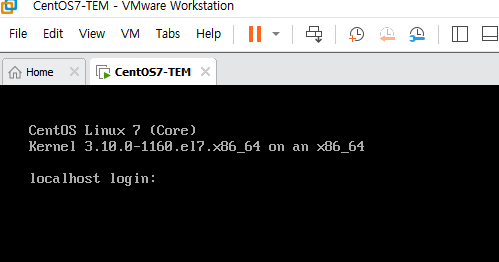 CentOS7-TEM - VMware Workstation
File Edit View VM Tabs Help
Home CentOS7-TEM
CentOS Linux 7 (Core)
Kernel 3.10.0-1160.el7.x86_64 on an x86_64
localhost login: